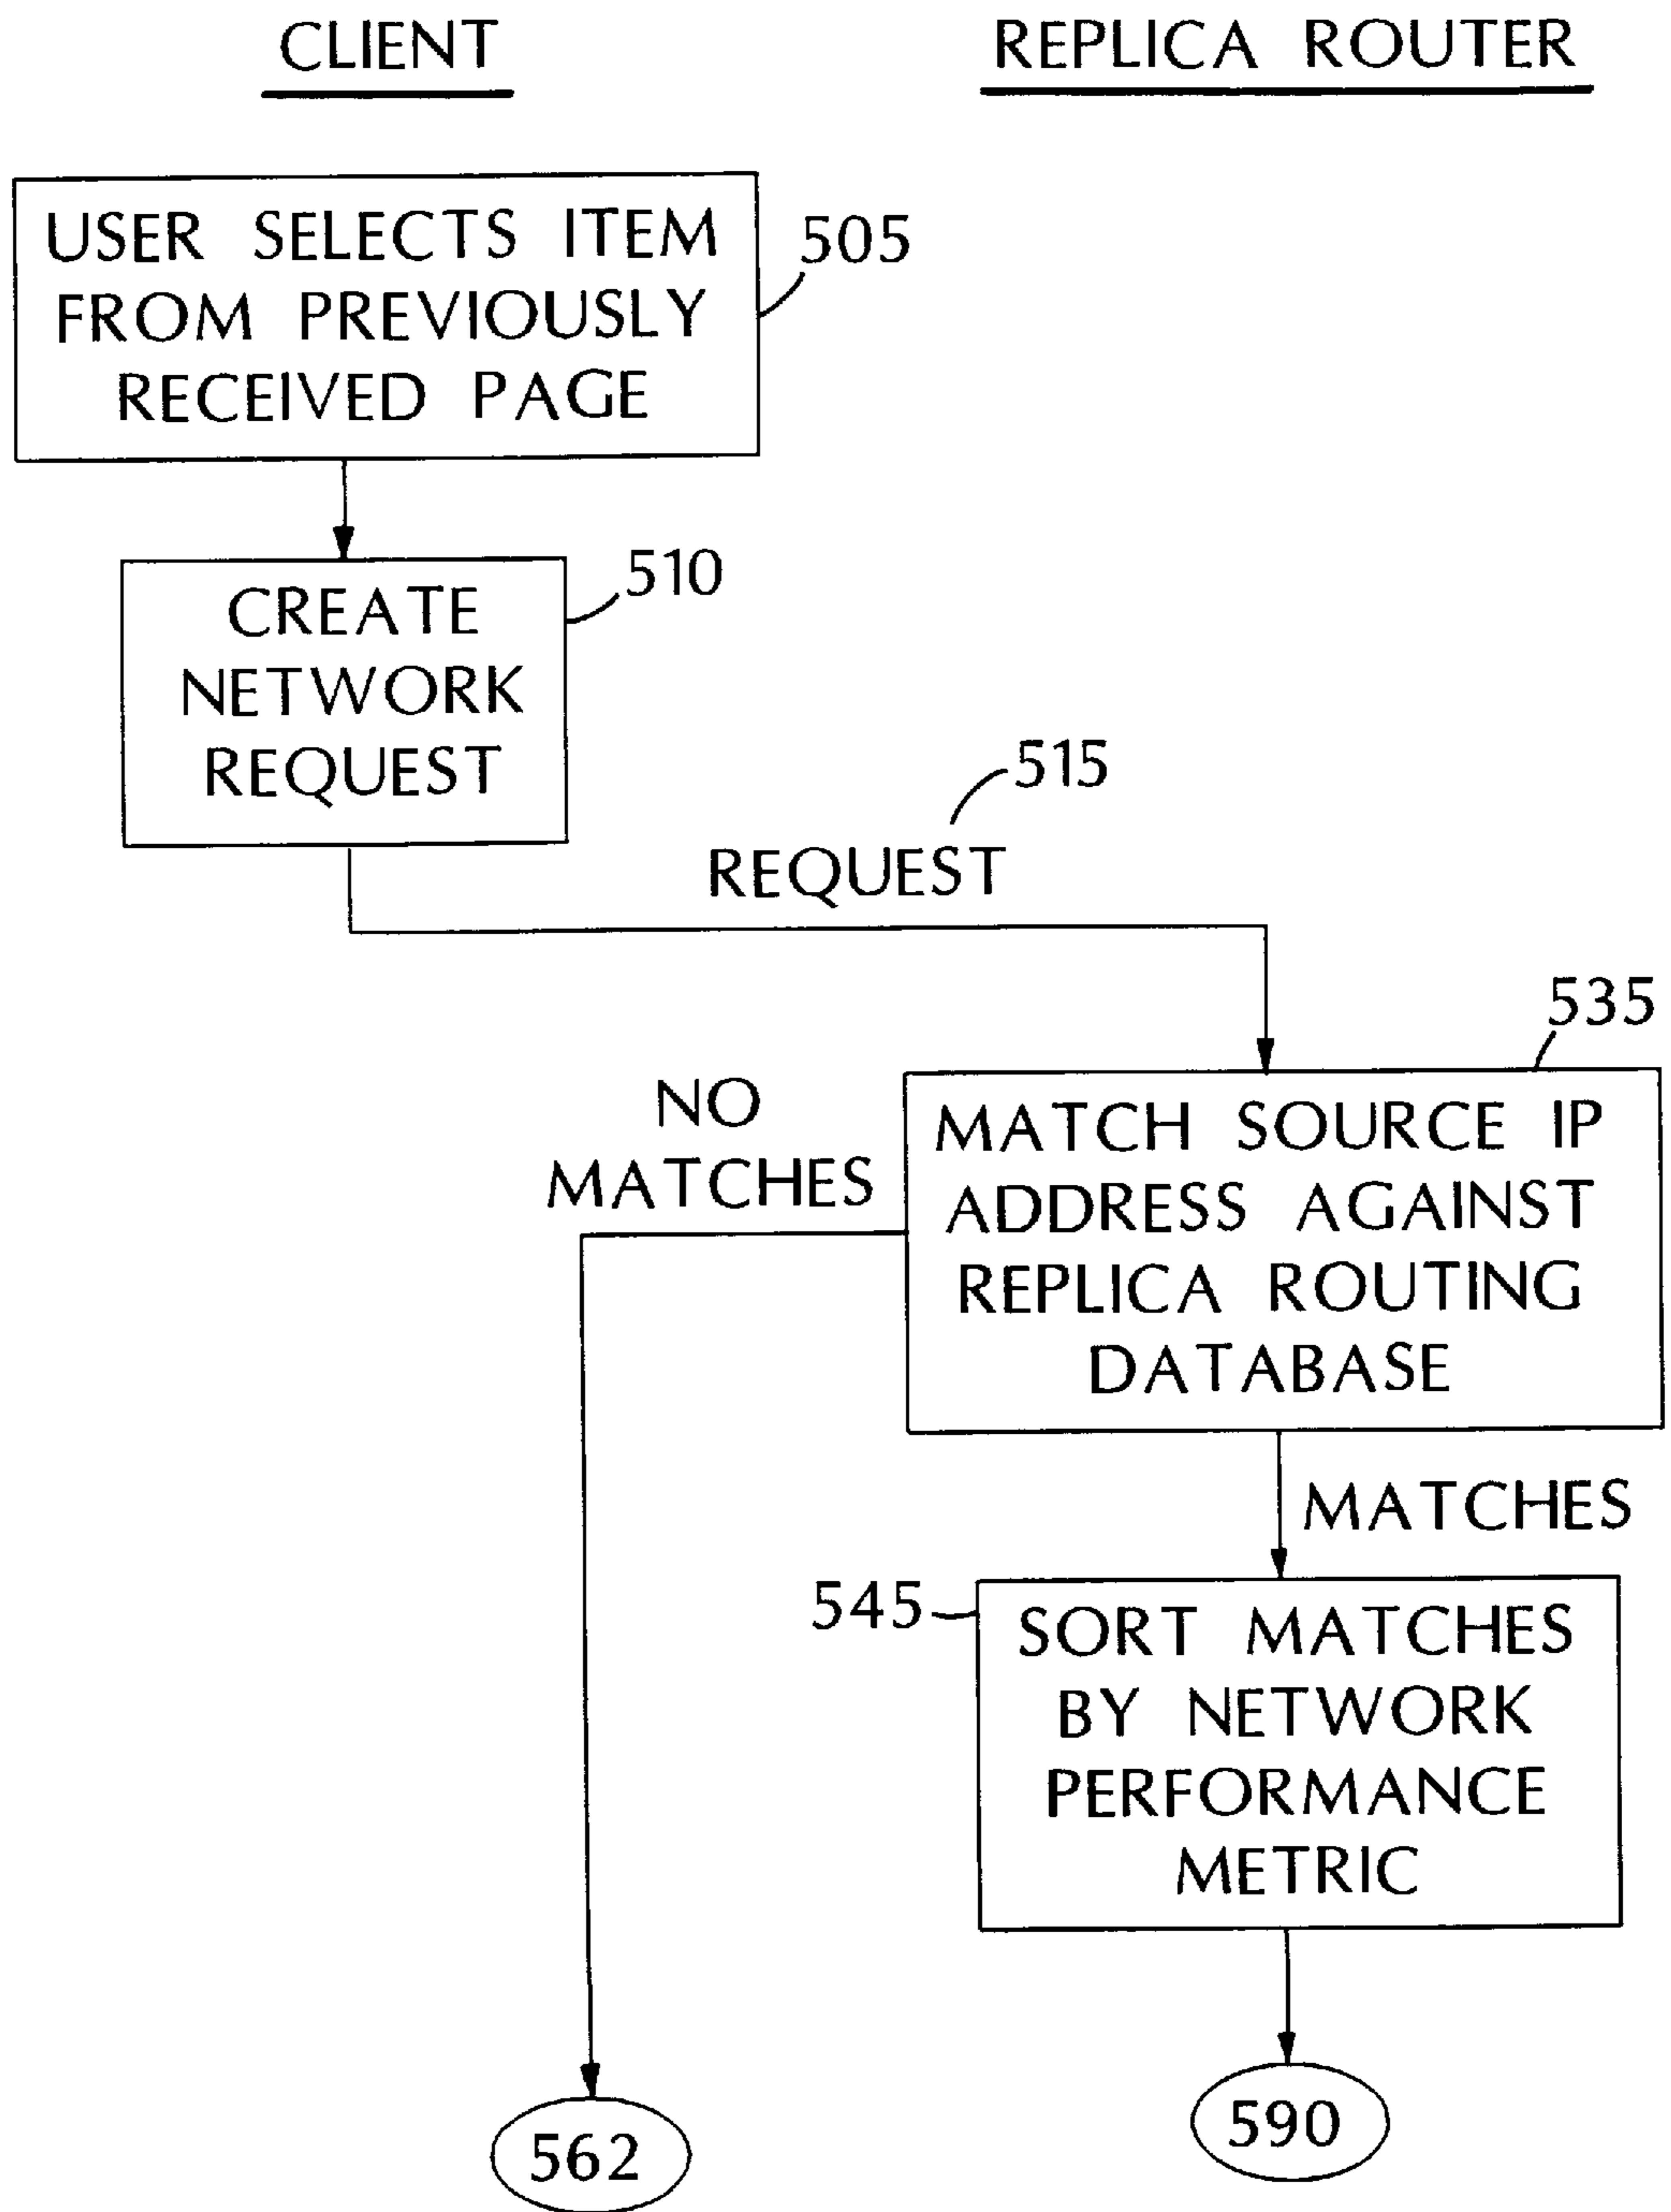 CLIENT
REPLICA ROUTER
USER SELECTS ITEM
FROM PREVIOUSLY
RECEIVED PAGE
505
CREATE
NETWORK
REQUEST
510
515
REQUEST
535
NO
MATCHES
MATCH SOURCE IP
ADDRESS AGAINST
REPLICA ROUTING
DATABASE
MATCHES
545
SORT MATCHES
BY NETWORK
PERFORMANCE
METRIC
562
590